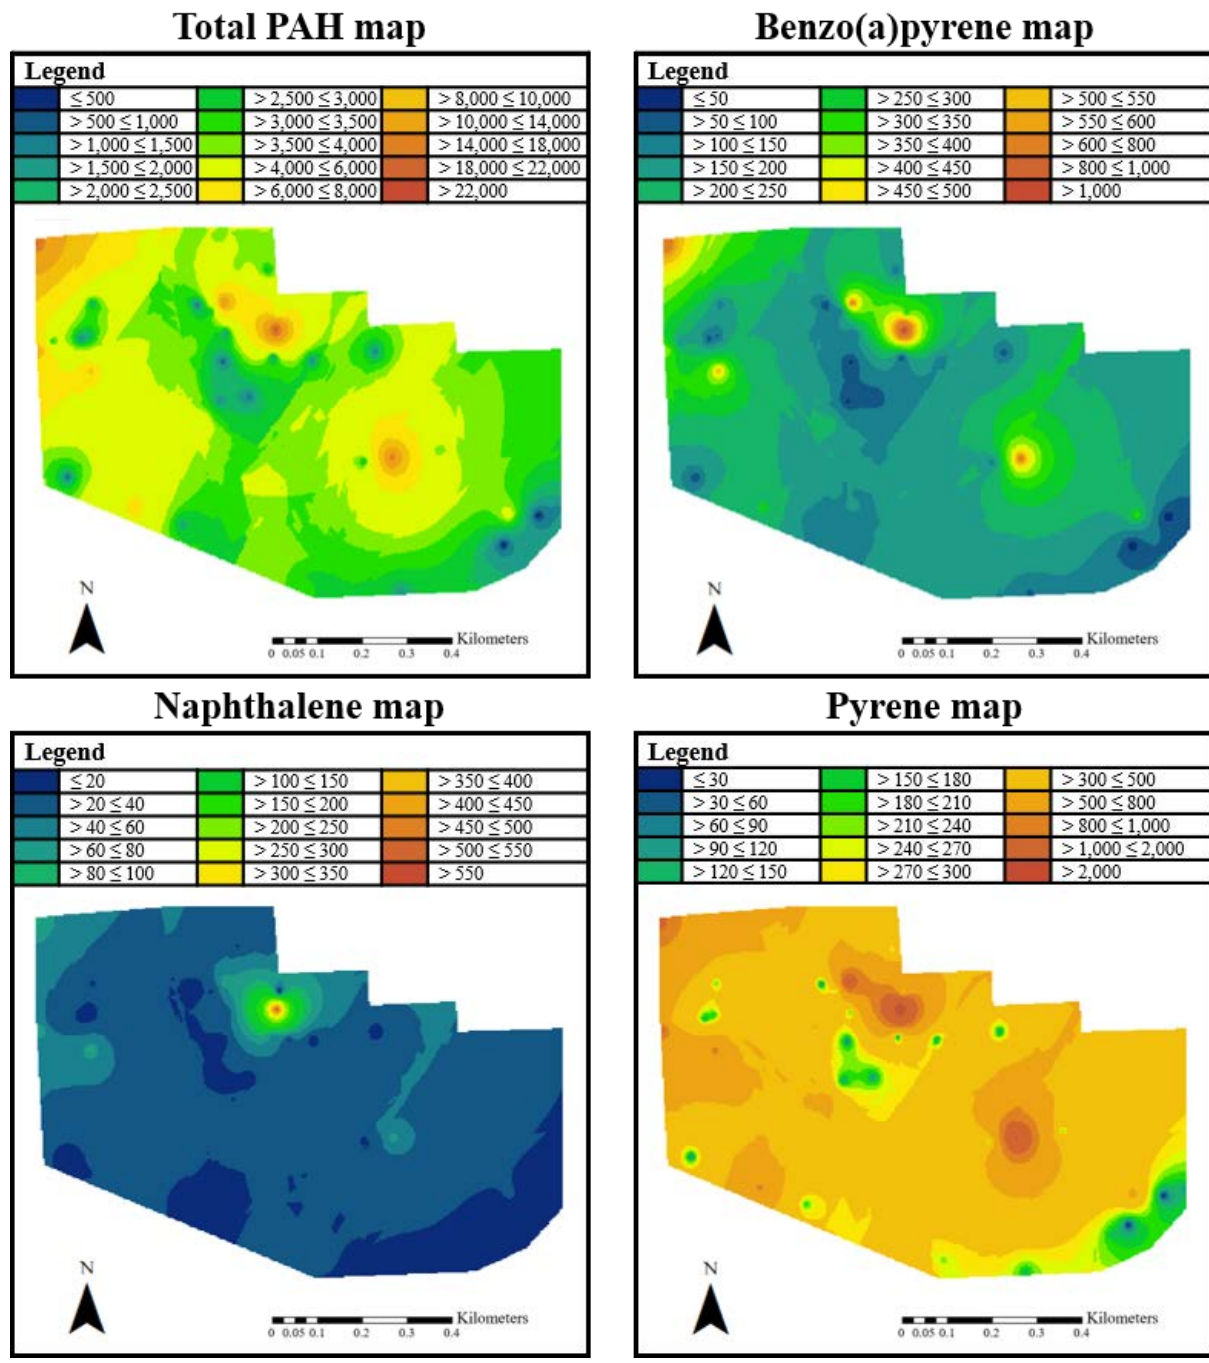 Total PAH map
Legend
≤ 500 > 2,500 ≤ 3,000 > 8,000 ≤ 10,000
> 500 ≤ 1,000 > 3,000 ≤ 3,500 > 10,000 ≤ 14,000
> 1,000 ≤ 1,500 > 3,500 ≤ 4,000 > 14,000 ≤ 18,000
> 1,500 ≤ 2,000 > 4,000 ≤ 6,000 > 18,000 ≤ 22,000
> 2,000 ≤ 2,500 > 6,000 ≤ 8,000 > 22,000
N
Kilometers
0 0.05 0.1 0.2 0.3 0.4
Benzo(a)pyrene map
Legend
≤ 50 > 250 ≤ 300 > 500 ≤ 550
> 50 ≤ 100 > 300 ≤ 350 > 550 ≤ 600
> 100 ≤ 150 > 350 ≤ 400 > 600 ≤ 800
> 150 ≤ 200 > 400 ≤ 450 > 800 ≤ 1,000
> 200 ≤ 250 > 450 ≤ 500 > 1,000
N
Kilometers
0 0.05 0.1 0.2 0.3 0.4
Naphthalene map
Legend
≤ 20 > 100 ≤ 150 > 350 ≤ 400
> 20 ≤ 40 > 150 ≤ 200 > 400 ≤ 450
> 40 ≤ 60 > 200 ≤ 250 > 450 ≤ 500
> 60 ≤ 80 > 250 ≤ 300 > 500 ≤ 550
> 80 ≤ 100 > 300 ≤ 350 > 550
N
Kilometers
0 0.05 0.1 0.2 0.3 0.4
Pyrene map
Legend
≤ 30 > 150 ≤ 180 > 300 ≤ 500
> 30 ≤ 60 > 180 ≤ 210 > 500 ≤ 800
> 60 ≤ 90 > 210 ≤ 240 > 800 ≤ 1,000
> 90 ≤ 120 > 240 ≤ 270 > 1,000 ≤ 2,000
> 120 ≤ 150 > 270 ≤ 300 > 2,000
N
Kilometers
0 0.05 0.1 0.2 0.3 0.4